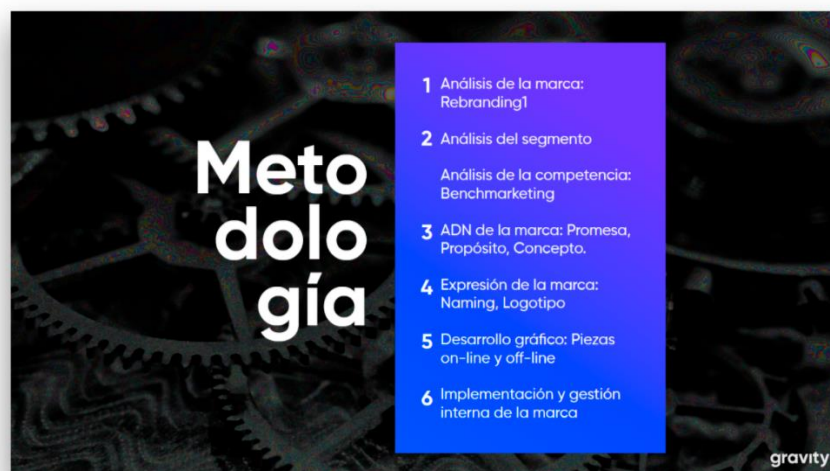 Meto
dolo
gía
1 Análisis de la marca:
Rebranding1
2 Análisis del segmento
Análisis de la competencia:
Benchmarketing
3 ADN de la marca: Promesa,
Propósito, Concepto.
4 Expresión de la marca:
Naming, Logotipo
5 Desarrollo gráfico: Piezas
on-line y off-line
6 Implementación y gestión
interna de la marca
gravity